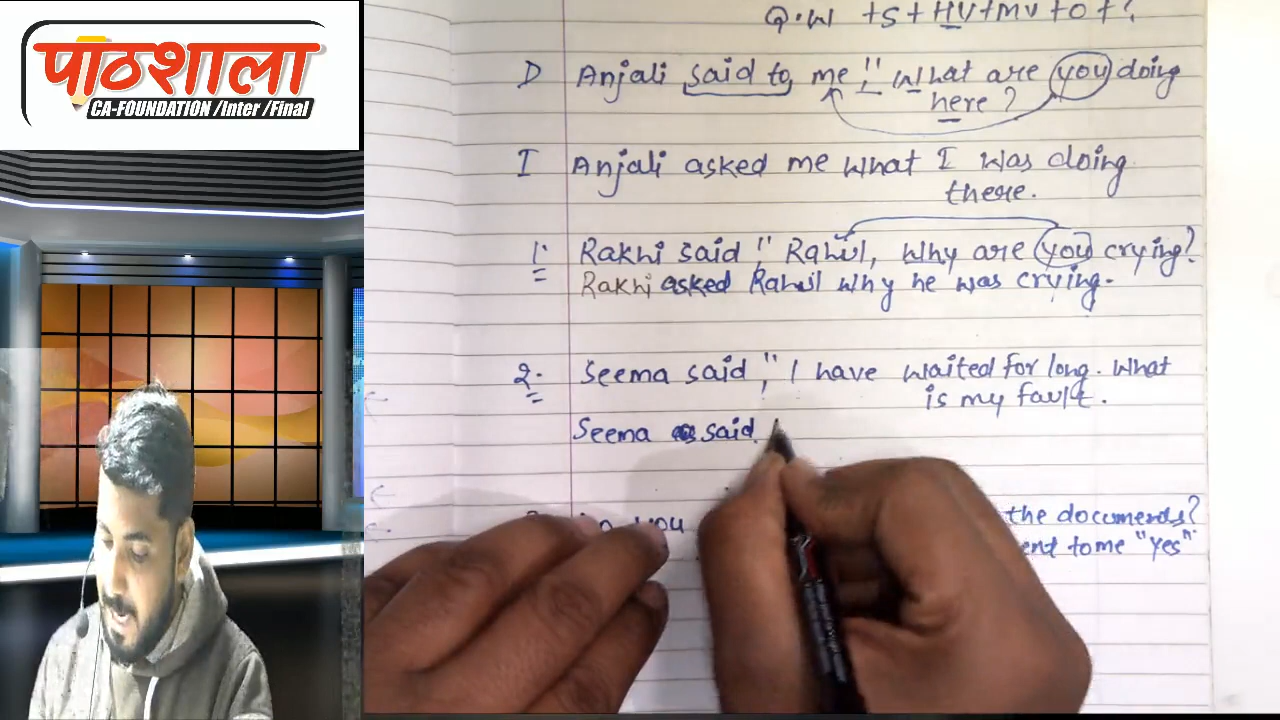 पाठशाला
CA-FOUNDATION /Inter /Final
Q.W +S + HV + MV + O + ?
D Anjali said to me," What are you doing
here ?
I Anjali asked me what I was doing
there.
1. Rakhi said ," Rahul, why are you crying?
Rakhi asked Rahul why he was crying.
2. Seema said ," I have waited for long. What
is my fault.
Seema said
you the documents?
to me "Yes"